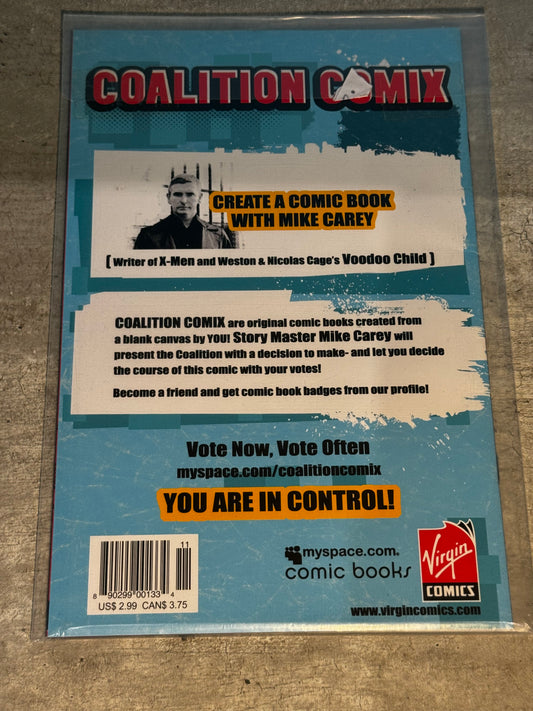 COALITION COMIX
CREATE A COMIC BOOK
WITH MIKE CAREY
[ Writer of X-Men and Weston & Nicolas Cage's Voodoo Child ]
COALITION COMIX are original comic books created from
a blank canvas by YOU! Story Master Mike Carey will
present the Coalition with a decision to make- and let you decide
the course of this comic with your votes!
Become a friend and get comic book badges from our profile!
Vote Now, Vote Often
myspace.com/coalitioncomix
YOU ARE IN CONTROL!
11
8 90299 00133 4
US$ 2.99 CAN$ 3.75
myspace.com®
comic books
Virgin
COMICS
www.virgincomics.com